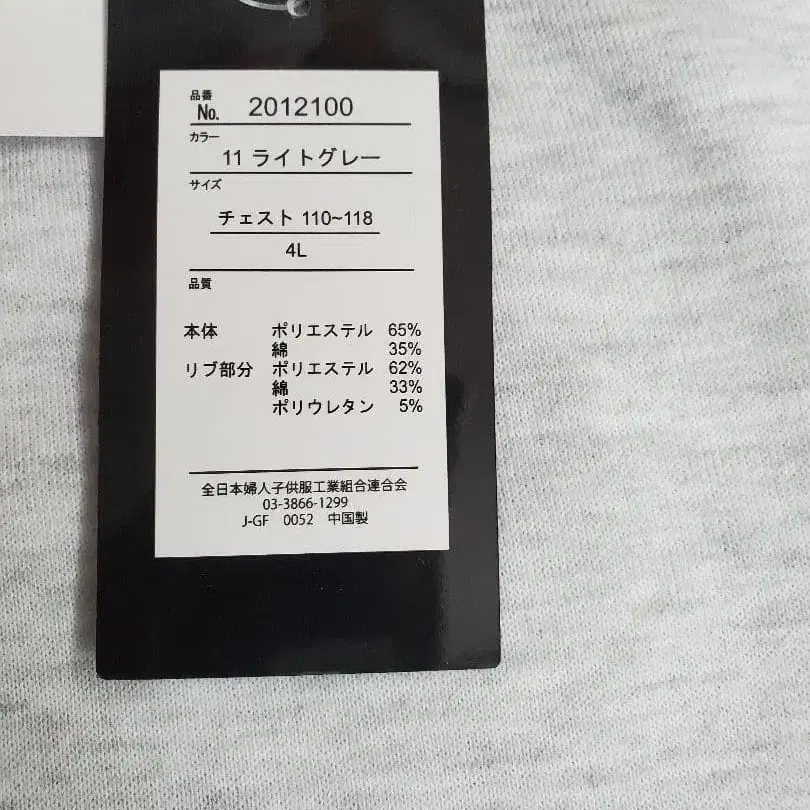 品番
No. 2012100
カラー
11 ライトグレー
サイズ
チェスト 110~118
4L
品質
本体 ポリエステル 65%
綿 35%
リブ部分 ポリエステル 62%
綿 33%
ポリウレタン 5%
全日本婦人子供服工業組合連合会
03-3866-1299
J-GF 0052 中国製